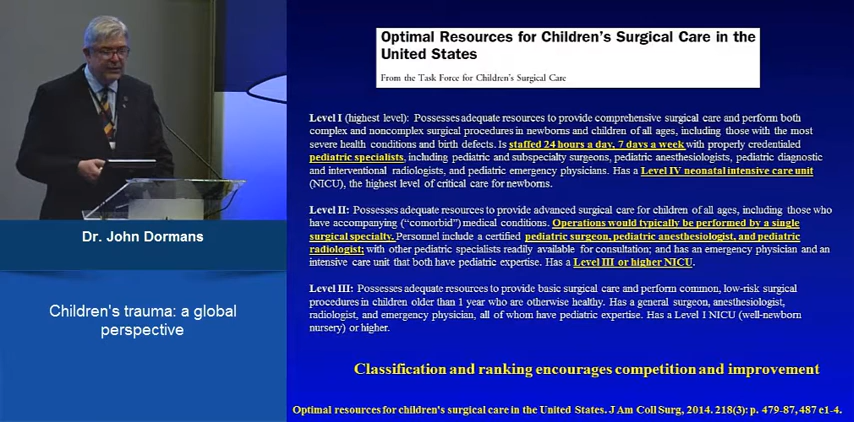 Optimal Resources for Children's Surgical Care in the
United States
From the Task Force for Children's Surgical Care
Level I (highest level): Possesses adequate resources to provide comprehensive surgical care and perform both
complex and noncomplex surgical procedures in newborns and children of all ages, including those with the most
severe health conditions and birth defects. Is staffed 24 hours a day, 7 days a week with properly credentialed
pediatric specialists, including pediatric and subspecialty surgeons, pediatric anesthesiologists, pediatric diagnostic
and interventional radiologists, and pediatric emergency physicians. Has a Level IV neonatal intensive care unit
(NICU), the highest level of critical care for newborns.
Level II: Possesses adequate resources to provide advanced surgical care for children of all ages, including those who
have accompanying ("comorbid") medical conditions. Operations would typically be performed by a single
surgical specialty. Personnel include a certified pediatric surgeon, pediatric anesthesiologist, and pediatric
radiologist; with other pediatric specialists readily available for consultation; and has an emergency physician and an
intensive care unit that both have pediatric expertise. Has a Level III or higher NICU.
Level III: Possesses adequate resources to provide basic surgical care and perform common, low-risk surgical
procedures in children older than 1 year who are otherwise healthy. Has a general surgeon, anesthesiologist,
radiologist, and emergency physician, all of whom have pediatric expertise. Has a Level I NICU (well-newborn
nursery) or higher.
Classification and ranking encourages competition and improvement
Optimal resources for children's surgical care in the United States. J Am Coll Surg, 2014. 218(3): p. 479-87, 487 e1-4.
Dr. John Dormans
Children's trauma: a global
perspective